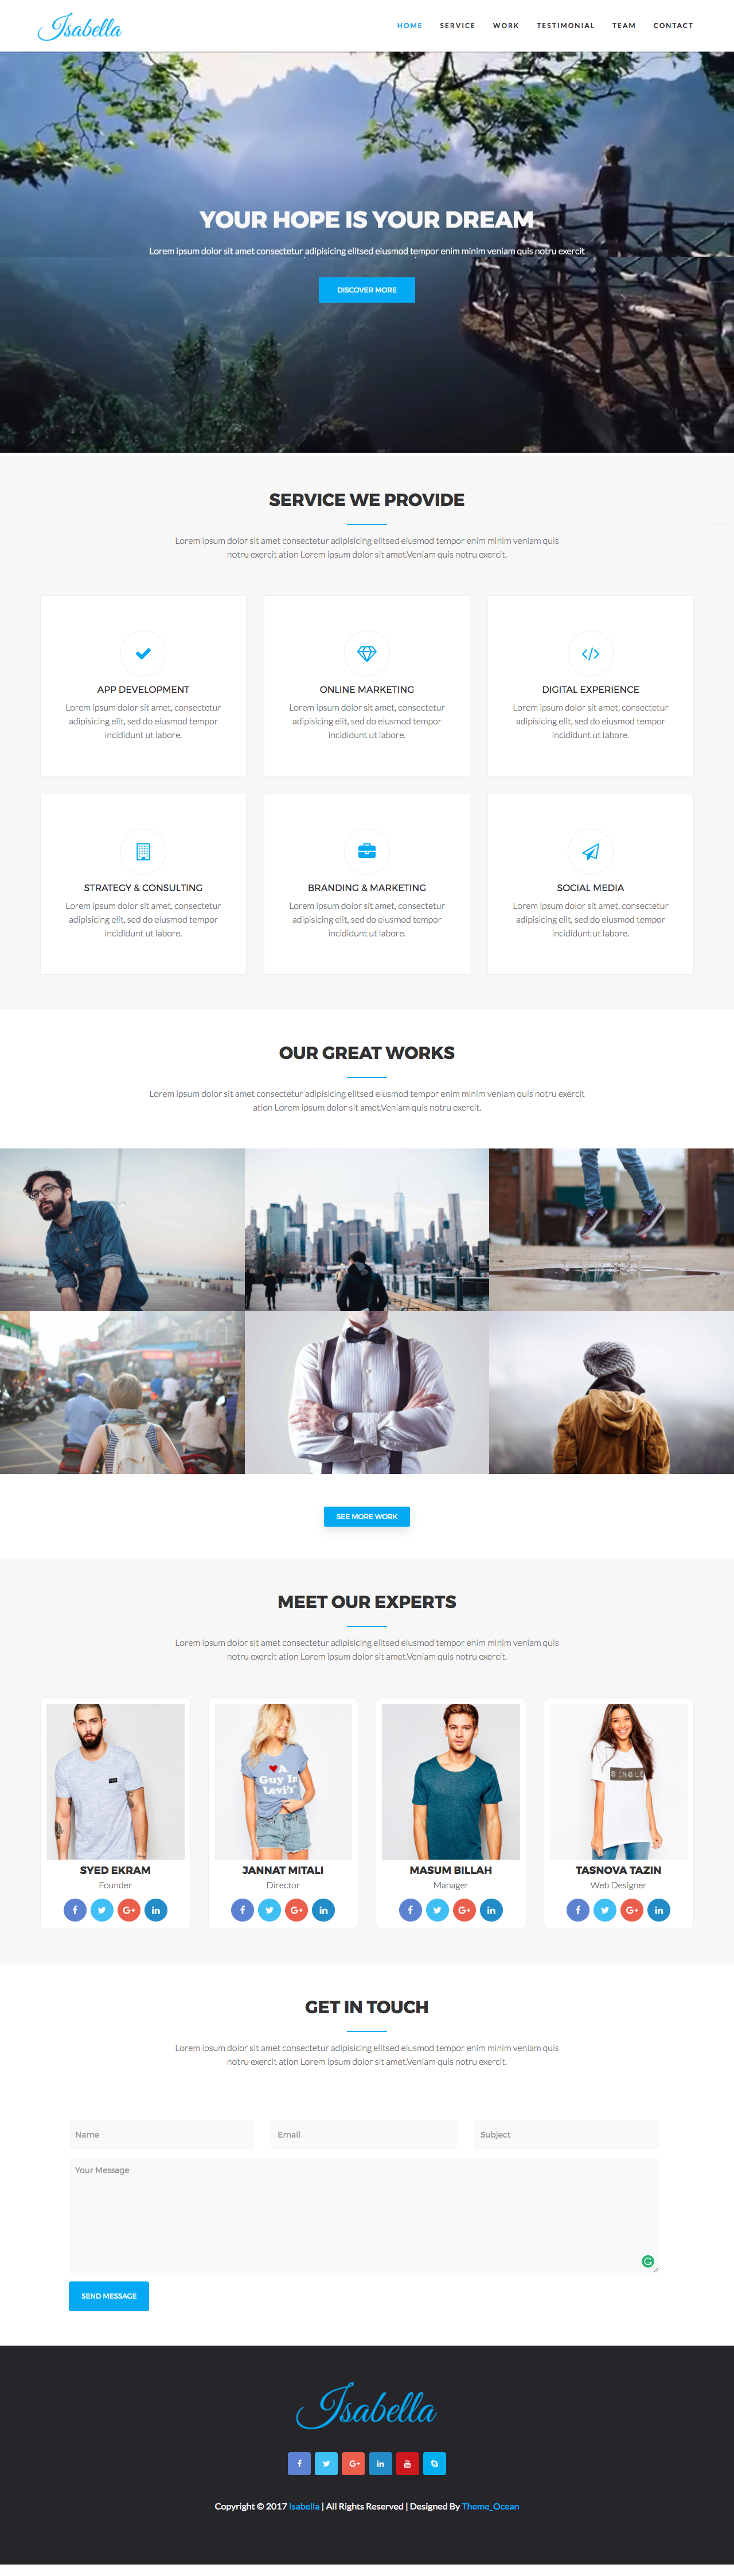 Isabella
HOME SERVICE WORK TESTIMONIAL TEAM CONTACT
YOUR HOPE IS YOUR DREAM
Lorem ipsum dolor sit amet consectetur adipisicing elitsed eiusmod tempor enim minim veniam quis notru exercit
DISCOVER MORE
SERVICE WE PROVIDE
Lorem ipsum dolor sit amet consectetur adipisicing elitsed eiusmod tempor enim minim veniam quis
notru exercit ation Lorem ipsum dolor sit amet.Veniam quis notru exercit.
APP DEVELOPMENT
Lorem ipsum dolor sit amet, consectetur
adipisicing elit, sed do eiusmod tempor
incididunt ut labore.
ONLINE MARKETING
Lorem ipsum dolor sit amet, consectetur
adipisicing elit, sed do eiusmod tempor
incididunt ut labore.
DIGITAL EXPERIENCE
Lorem ipsum dolor sit amet, consectetur
adipisicing elit, sed do eiusmod tempor
incididunt ut labore.
STRATEGY & CONSULTING
Lorem ipsum dolor sit amet, consectetur
adipisicing elit, sed do eiusmod tempor
incididunt ut labore.
BRANDING & MARKETING
Lorem ipsum dolor sit amet, consectetur
adipisicing elit, sed do eiusmod tempor
incididunt ut labore.
SOCIAL MEDIA
Lorem ipsum dolor sit amet, consectetur
adipisicing elit, sed do eiusmod tempor
incididunt ut labore.
OUR GREAT WORKS
Lorem ipsum dolor sit amet consectetur adipisicing elitsed eiusmod tempor enim minim veniam quis notru exercit
ation Lorem ipsum dolor sit amet.Veniam quis notru exercit.
SEE MORE WORK
MEET OUR EXPERTS
Lorem ipsum dolor sit amet consectetur adipisicing elitsed eiusmod tempor enim minim veniam quis
notru exercit ation Lorem ipsum dolor sit amet.Veniam quis notru exercit.
SYED EKRAM
Founder
A
Guy In
Levi's'
JANNAT MITALI
Director
MASUM BILLAH
Manager
SINGLE
TASNOVA TAZIN
Web Designer
GET IN TOUCH
Lorem ipsum dolor sit amet consectetur adipisicing elitsed eiusmod tempor enim minim veniam quis
notru exercit ation Lorem ipsum dolor sit amet.Veniam quis notru exercit.
Name
Email
Subject
Your Message
SEND MESSAGE
Isabella
Copyright © 2017 Isabella | All Rights Reserved | Designed By Theme_Ocean